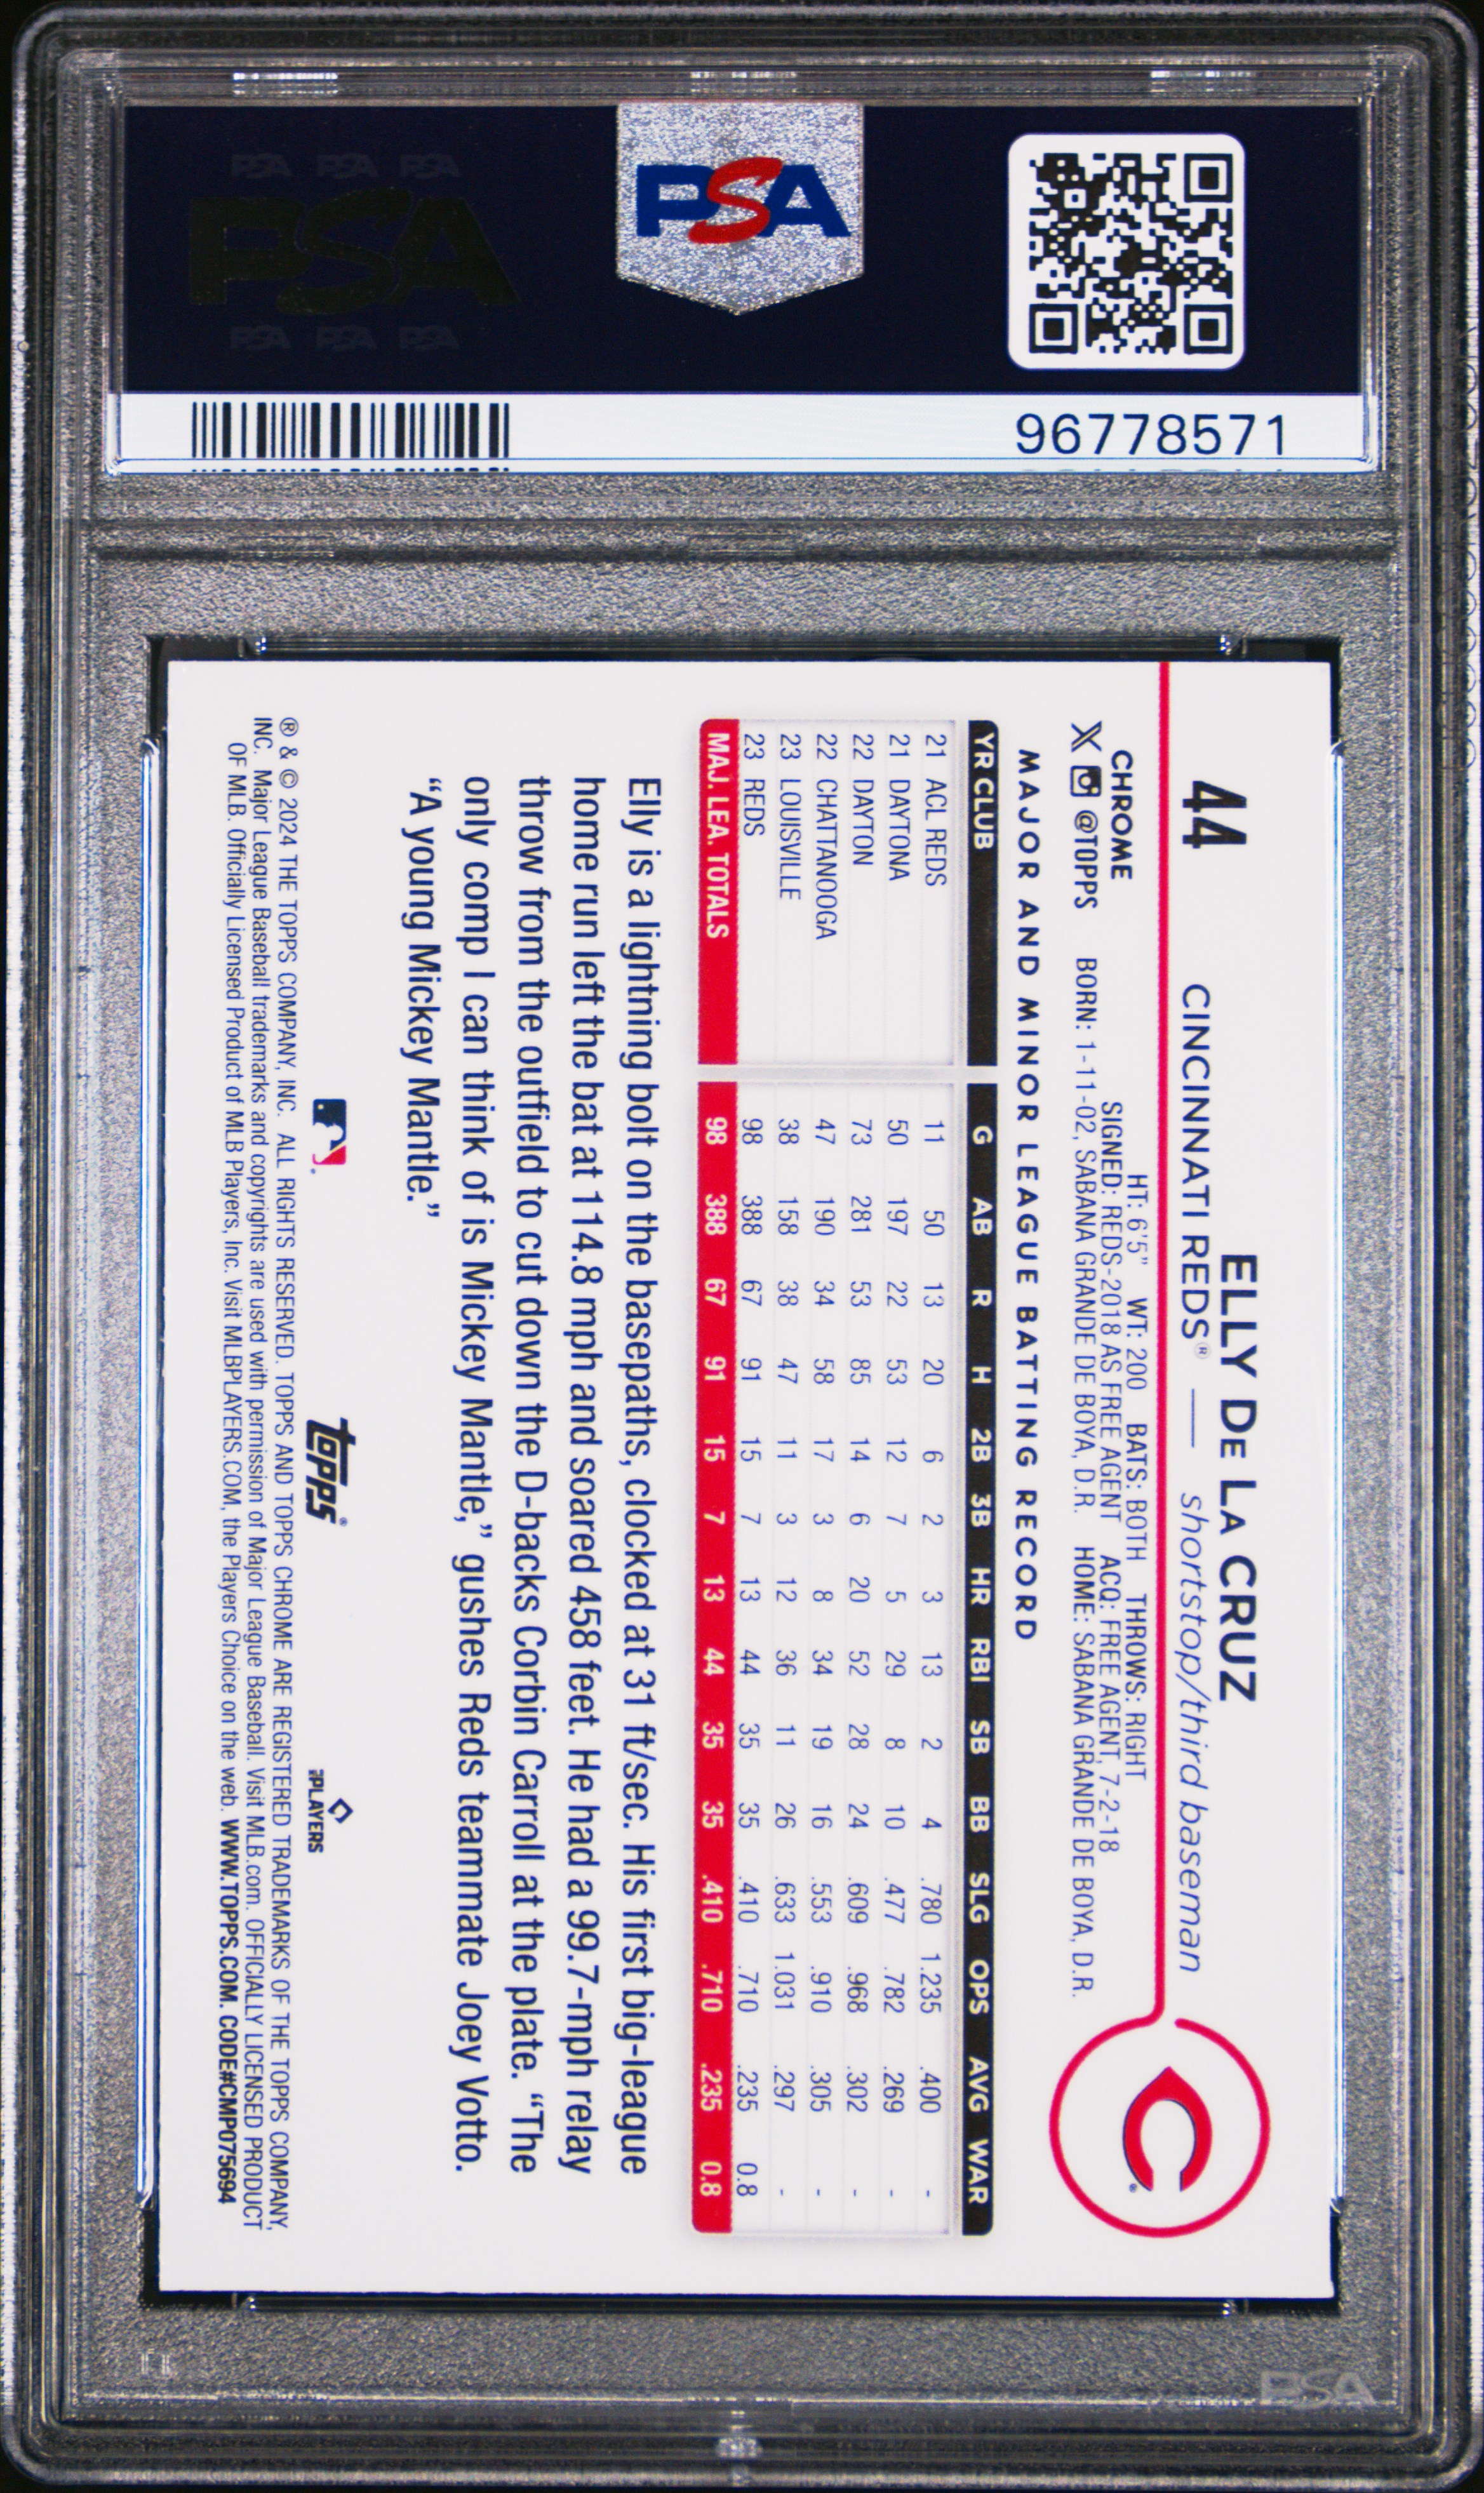 PSA PSA PSA
PSA
PSA PSA PSA
PSA
96778571
44
ELLY DE LA CRUZ
CINCINNATI REDS® — shortstop/third baseman
CHROME
@TOPPS
HT: 6'5" WT: 200 BATS: BOTH THROWS: RIGHT
SIGNED: REDS-2018 AS FREE AGENT ACQ: FREE AGENT, 7-2-18
BORN: 1-11-02, SABANA GRANDE DE BOYA, D.R. HOME: SABANA GRANDE DE BOYA, D.R.
MAJOR AND MINOR LEAGUE BATTING RECORD
YR CLUB G AB R H 2B 3B HR RBI SB BB SLG OPS AVG WAR
21 ACL REDS 11 50 13 20 6 2 3 13 2 4 .780 1.235 .400 -
21 DAYTONA 50 197 22 53 12 7 5 29 8 10 .477 .782 .269 -
22 DAYTON 73 281 53 85 14 6 20 52 28 24 .609 .968 .302 -
22 CHATTANOOGA 47 190 34 58 17 3 8 34 19 16 .553 .910 .305 -
23 LOUISVILLE 38 158 38 47 11 3 12 36 11 26 .633 1.031 .297 -
23 REDS 98 388 67 91 15 7 13 44 35 35 .410 .710 .235 0.8
MAJ. LEA. TOTALS 98 388 67 91 15 7 13 44 35 35 .410 .710 .235 0.8
Elly is a lightning bolt on the basepaths, clocked at 31 ft/sec. His first big-league
home run left the bat at 114.8 mph and soared 458 feet. He had a 99.7-mph relay
throw from the outfield to cut down the D-backs Corbin Carroll at the plate. “The
only comp I can think of is Mickey Mantle,” gushes Reds teammate Joey Votto.
“A young Mickey Mantle.”
topps®
PLAYERS
® & © 2024 THE TOPPS COMPANY, INC. ALL RIGHTS RESERVED. TOPPS AND TOPPS CHROME ARE REGISTERED TRADEMARKS OF THE TOPPS COMPANY,
INC. Major League Baseball trademarks and copyrights are used with permission of Major League Baseball. Visit MLB.com. OFFICIALLY LICENSED PRODUCT
OF MLB. Officially Licensed Product of MLB Players, Inc. Visit MLBPLAYERS.COM, the Players Choice on the web. WWW.TOPPS.COM. CODE#CMP075694
PSA